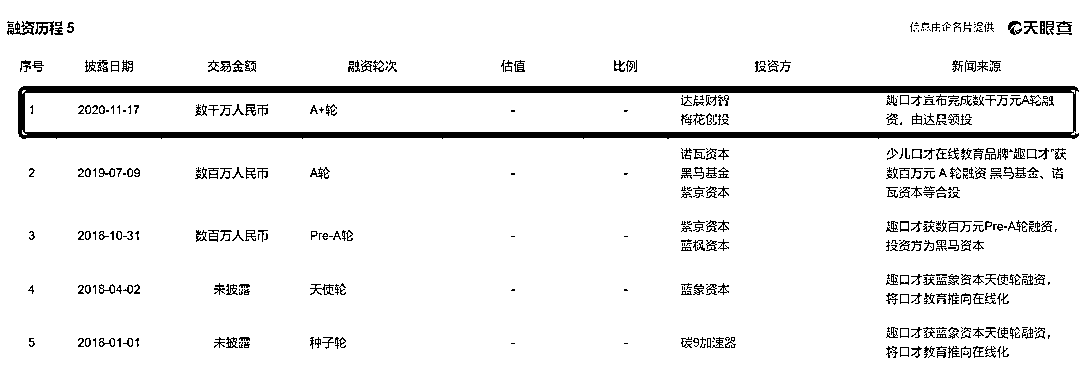 融资历程 5
信息由企名片提供 天眼查
序号 披露日期 交易金额 融资轮次 估值 比例 投资方 新闻来源
1 2020-11-17 数千万人民币 A+轮 - - 达晨财智 梅花创投 趣口才宣布完成数千万元A轮融
资，由达晨领投
2 2019-07-09 数百万人民币 A轮 - - 诺瓦资本 黑马基金 紫京资本 少儿口才在线教育品牌“趣口才”获
数百万元 A 轮融资 黑马基金、诺
瓦资本等合投
3 2018-10-31 数百万人民币 Pre-A轮 - - 紫京资本 蓝枫资本 趣口才获数百万元Pre-A轮融资，
投资方为黑马资本
4 2018-04-02 未披露 天使轮 - - 蓝象资本 趣口才获蓝象资本天使轮融资，
将口才教育推向在线化
5 2018-01-01 未披露 种子轮 - - 碳9加速器 趣口才获蓝象资本天使轮融资，
将口才教育推向在线化